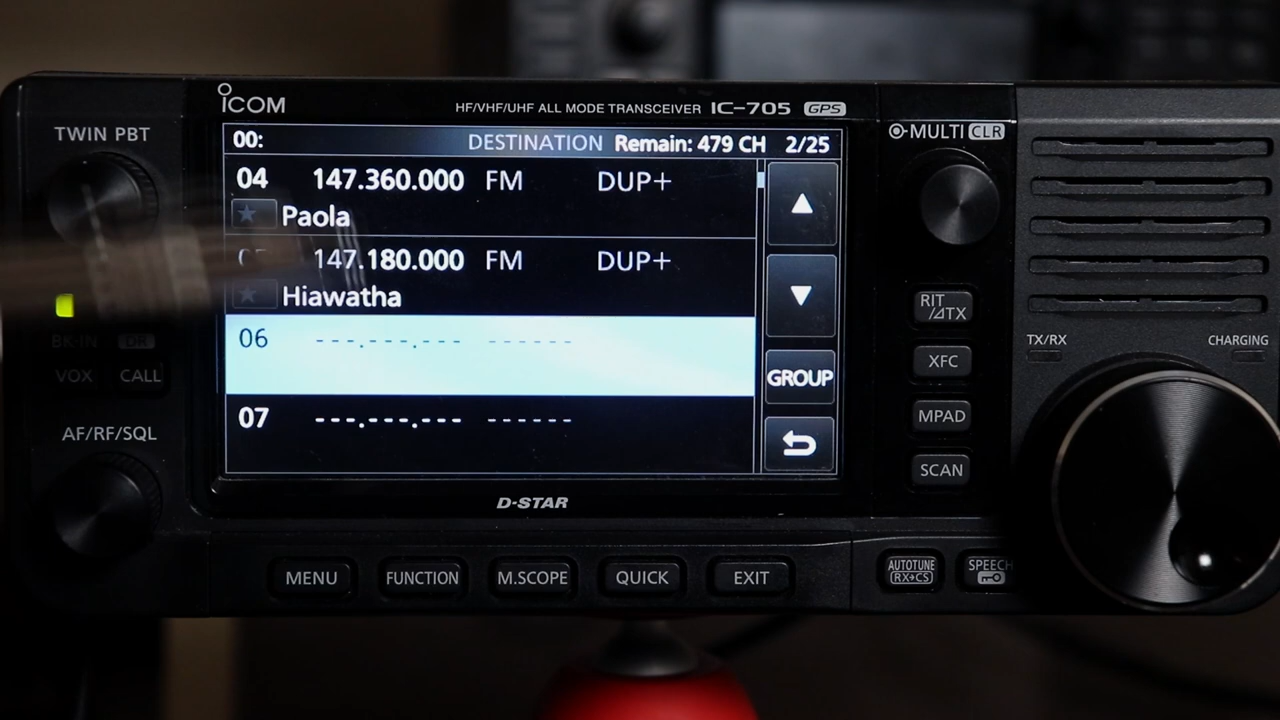 ICOM
HF/VHF/UHF ALL MODE TRANSCEIVER IC-705 GPS
TWIN PBT
MULTI CLR
00: DESTINATION Remain: 479 CH 2/25
04 147.360.000 FM DUP+
Paola
147.180.000 FM DUP+
Hiawatha
06 ---.---.--- ------
07 ---.---.--- ------
GROUP
BK-IN DR
VOX CALL
AF/RF/SQL
RIT
/⊿TX
XFC
MPAD
SCAN
TX/RX
CHARGING
D-STAR
MENU FUNCTION M.SCOPE QUICK EXIT
AUTOTUNE
RX→CS
SPEECH